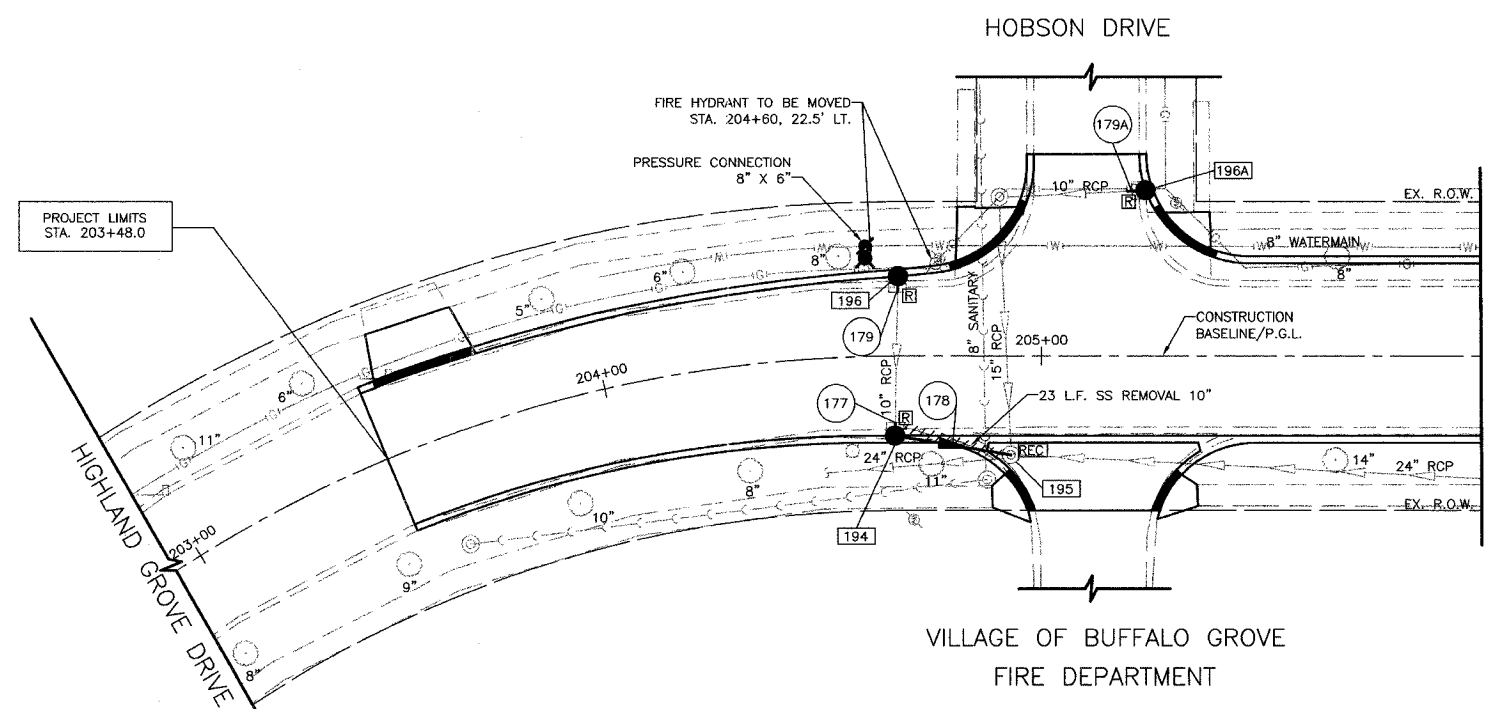 HOBSON DRIVE
FIRE HYDRANT TO BE MOVED
STA. 204+60, 22.5' LT.
179A
PRESSURE CONNECTION
8" X 6"
196A
10" RCP
R
EX. R.O.W.
PROJECT LIMITS
STA. 203+48.0
W
W
W
W
W
W
W
8" WATERMAIN
8"
8"
6"
G
G
G
5"
196
R
179
8" SANITARY
15" RCP
CONSTRUCTION
BASELINE/P.G.L.
205+00
204+00
10" RCP
6"
G
11"
G
177
R
178
23 L.F. SS REMOVAL 10"
REC
24" RCP
11"
14"
24" RCP
8"
195
10"
EX. R.O.W.
194
203+00
9"
HIGHLAND GROVE DRIVE
8"
VILLAGE OF BUFFALO GROVE
FIRE DEPARTMENT